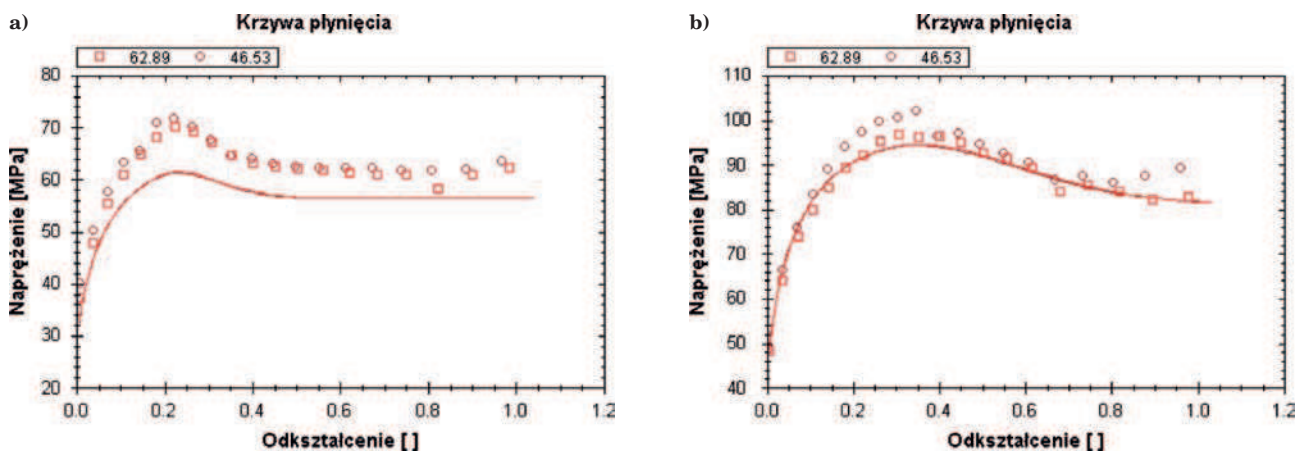 a)
Krzywa płynięcia
62.89 46.53
Naprężenie [MPa]
80
70
60
50
40
30
20
0.0 0.2 0.4 0.6 0.8 1.0 1.2
Odkształcenie [ ]
b)
Krzywa płynięcia
62.89 46.53
Naprężenie [MPa]
110
100
90
80
70
60
50
40
0.0 0.2 0.4 0.6 0.8 1.0 1.2
Odkształcenie [ ]